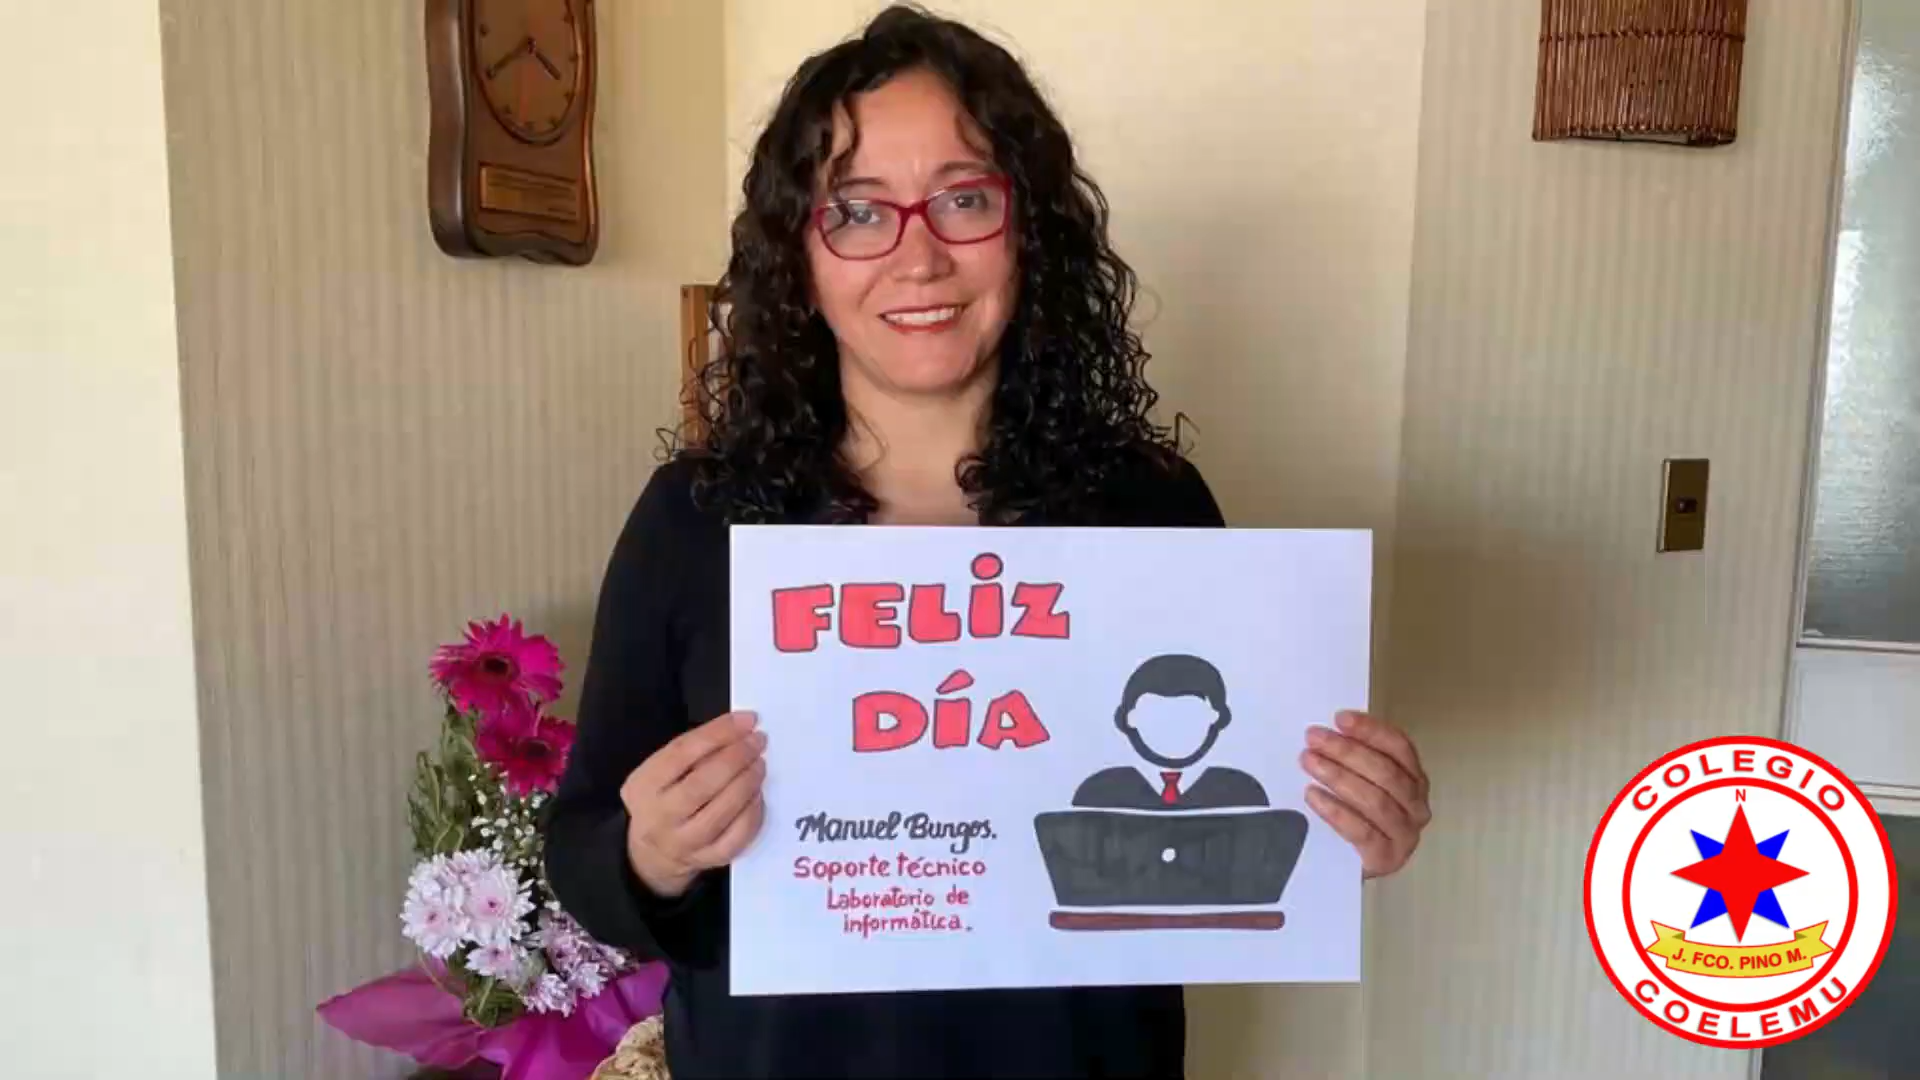 FELIZ
DÍA
Manuel Burgos.
Soporte técnico
Laboratorio de
informática.
COLEGIO
N
J. FCO. PINO M.
COELEMU